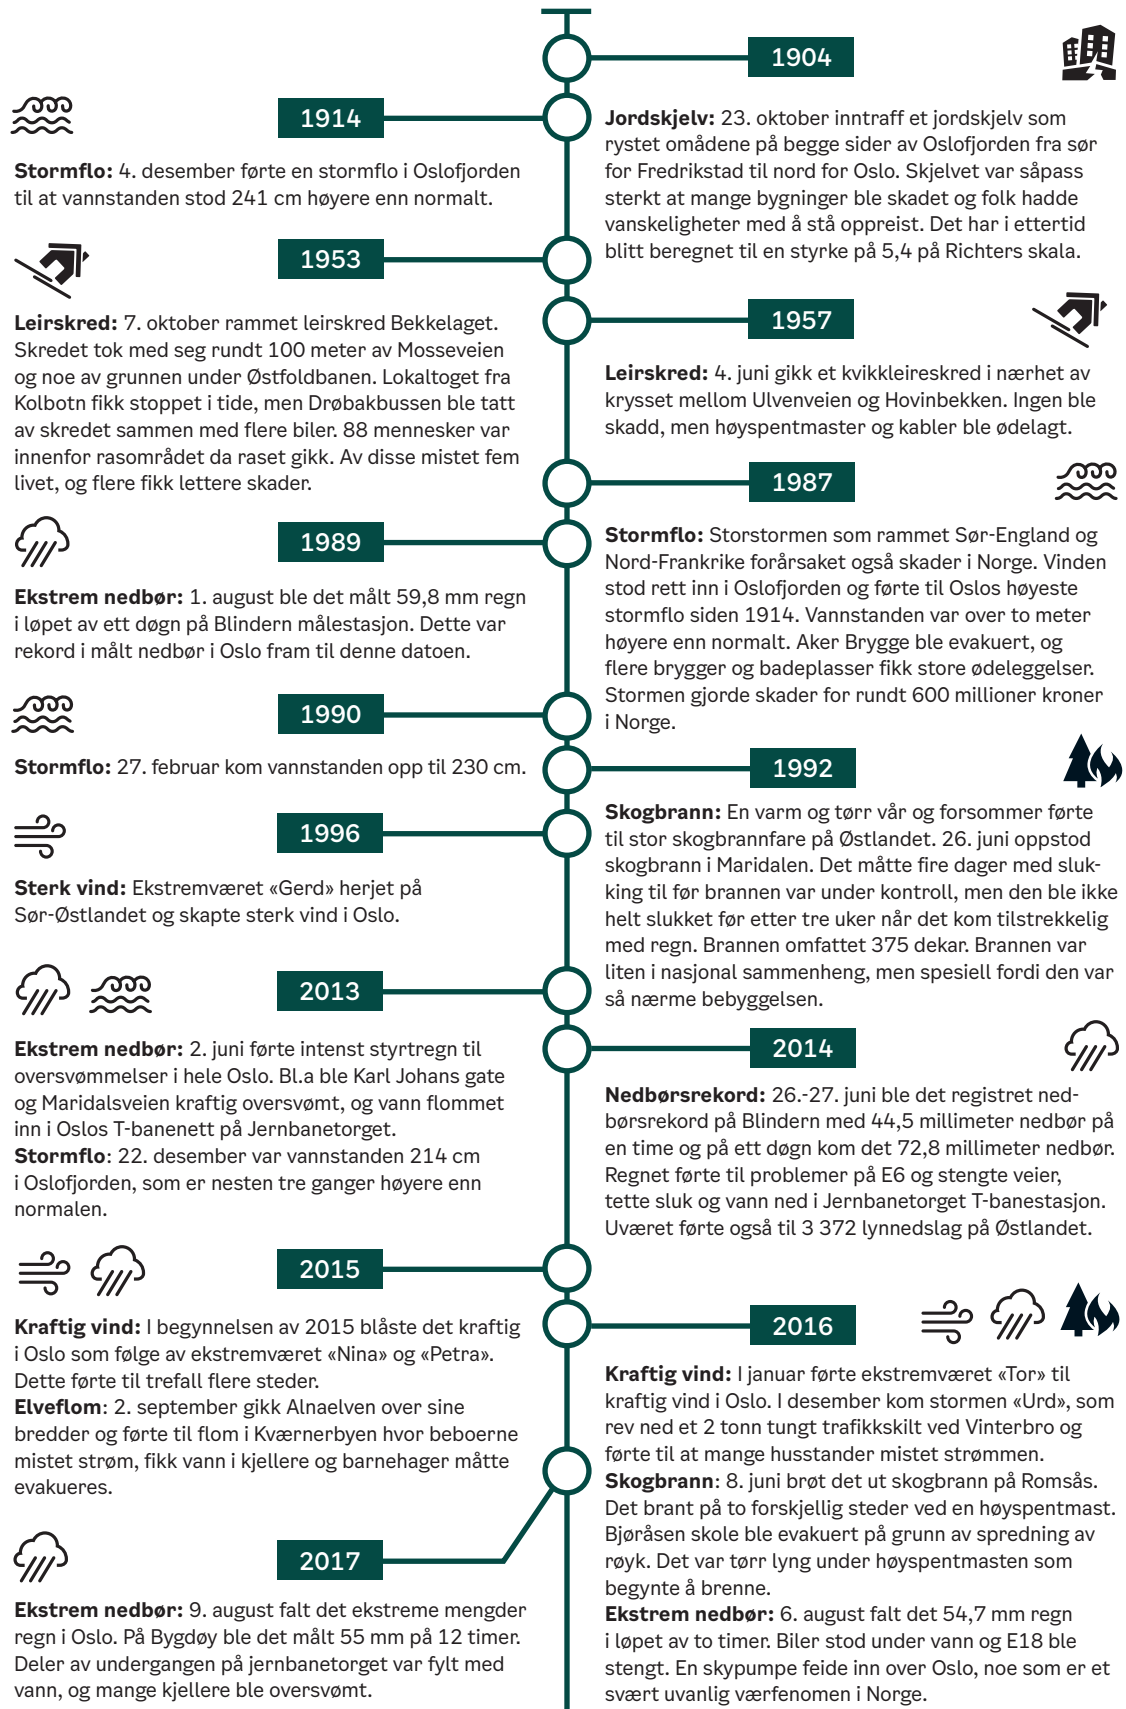 1904
Jordskjelv: 23. oktober inntraff et jordskjelv som
rystet omådene på begge sider av Oslofjorden fra sør
for Fredrikstad til nord for Oslo. Skjelvet var såpass
sterkt at mange bygninger ble skadet og folk hadde
vanskeligheter med å stå oppreist. Det har i ettertid
blitt beregnet til en styrke på 5,4 på Richters skala.
1914
Stormflo: 4. desember førte en stormflo i Oslofjorden
til at vannstanden stod 241 cm høyere enn normalt.
1953
Leirskred: 7. oktober rammet leirskred Bekkelaget.
Skredet tok med seg rundt 100 meter av Mosseveien
og noe av grunnen under Østfoldbanen. Lokaltoget fra
Kolbotn fikk stoppet i tide, men Drøbakbussen ble tatt
av skredet sammen med flere biler. 88 mennesker var
innenfor rasområdet da raset gikk. Av disse mistet fem
livet, og flere fikk lettere skader.
1957
Leirskred: 4. juni gikk et kvikkleireskred i nærhet av
krysset mellom Ulvenveien og Hovinbekken. Ingen ble
skadd, men høyspentmaster og kabler ble ødelagt.
1987
Stormflo: Storstormen som rammet Sør-England og
Nord-Frankrike forårsaket også skader i Norge. Vinden
stod rett inn i Oslofjorden og førte til Oslos høyeste
stormflo siden 1914. Vannstanden var over to meter
høyere enn normalt. Aker Brygge ble evakuert, og
flere brygger og badeplasser fikk store ødeleggelser.
Stormen gjorde skader for rundt 600 millioner kroner
i Norge.
1989
Ekstrem nedbør: 1. august ble det målt 59,8 mm regn
i løpet av ett døgn på Blindern målestasjon. Dette var
rekord i målt nedbør i Oslo fram til denne datoen.
1990
Stormflo: 27. februar kom vannstanden opp til 230 cm.
1992
Skogbrann: En varm og tørr vår og forsommer førte
til stor skogbrannfare på Østlandet. 26. juni oppstod
skogbrann i Maridalen. Det måtte fire dager med sluk-
king til før brannen var under kontroll, men den ble ikke
helt slukket før etter tre uker når det kom tilstrekkelig
med regn. Brannen omfattet 375 dekar. Brannen var
liten i nasjonal sammenheng, men spesiell fordi den var
så nærme bebyggelsen.
1996
Sterk vind: Ekstremværet «Gerd» herjet på
Sør-Østlandet og skapte sterk vind i Oslo.
2013
Ekstrem nedbør: 2. juni førte intenst styrtregn til
oversvømmelser i hele Oslo. Bl.a ble Karl Johans gate
og Maridalsveien kraftig oversvømt, og vann flommet
inn i Oslos T-banenett på Jernbanetorget.
Stormflo: 22. desember var vannstanden 214 cm
i Oslofjorden, som er nesten tre ganger høyere enn
normalen.
2014
Nedbørsrekord: 26.-27. juni ble det registret ned-
børsrekord på Blindern med 44,5 millimeter nedbør på
en time og på ett døgn kom det 72,8 millimeter nedbør.
Regnet førte til problemer på E6 og stengte veier,
tette sluk og vann ned i Jernbanetorget T-banestasjon.
Uværet førte også til 3 372 lynnedslag på Østlandet.
2015
Kraftig vind: I begynnelsen av 2015 blåste det kraftig
i Oslo som følge av ekstremværet «Nina» og «Petra».
Dette førte til trefall flere steder.
Elveflom: 2. september gikk Alnaelven over sine
bredder og førte til flom i Kværnerbyen hvor beboerne
mistet strøm, fikk vann i kjellere og barnehager måtte
evakueres.
2016
Kraftig vind: I januar førte ekstremværet «Tor» til
kraftig vind i Oslo. I desember kom stormen «Urd», som
rev ned et 2 tonn tungt trafikkskilt ved Vinterbro og
førte til at mange husstander mistet strømmen.
Skogbrann: 8. juni brøt det ut skogbrann på Romsås.
Det brant på to forskjellig steder ved en høyspentmast.
Bjøråsen skole ble evakuert på grunn av spredning av
røyk. Det var tørr lyng under høyspentmasten som
begynte å brenne.
Ekstrem nedbør: 6. august falt det 54,7 mm regn
i løpet av to timer. Biler stod under vann og E18 ble
stengt. En skypumpe feide inn over Oslo, noe som er et
svært uvanlig værfenomen i Norge.
2017
Ekstrem nedbør: 9. august falt det ekstreme mengder
regn i Oslo. På Bygdøy ble det målt 55 mm på 12 timer.
Deler av undergangen på jernbanetorget var fylt med
vann, og mange kjellere ble oversvømt.